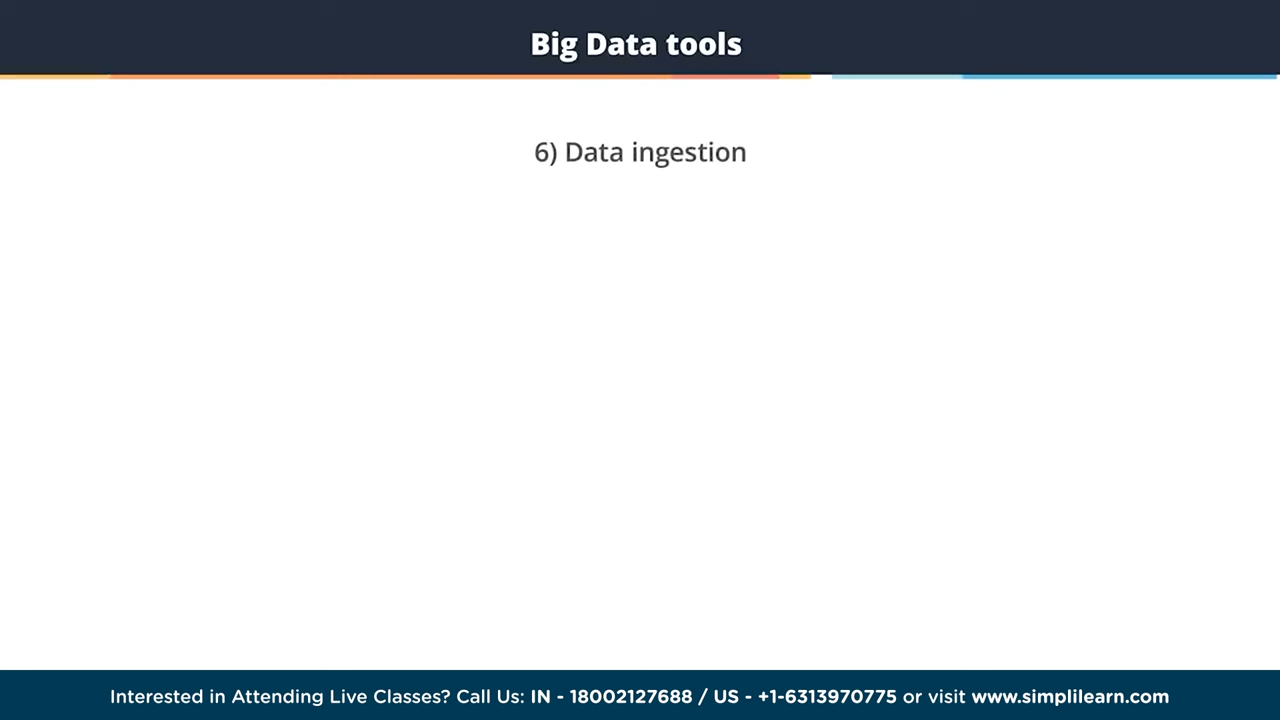 Big Data tools
6) Data ingestion
Interested in Attending Live Classes? Call Us: IN - 18002127688 / US - +1-6313970775 or visit www.simplilearn.com